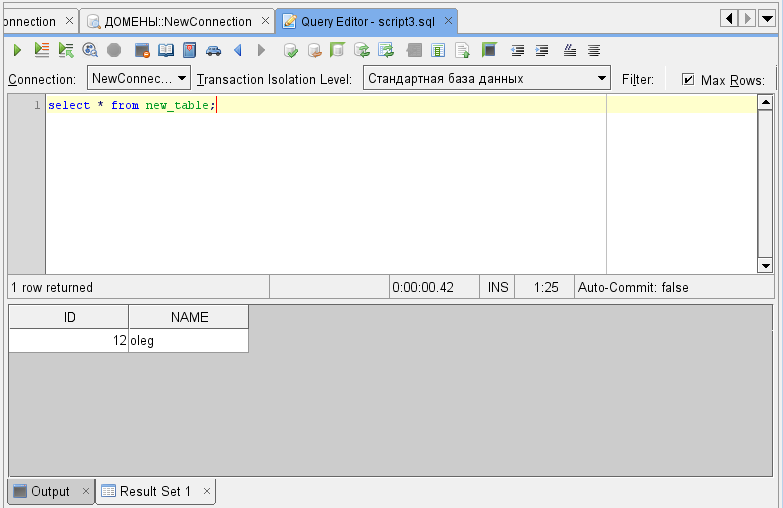 onnection × ДОМЕНЫ::NewConnection × Query Editor - script3.sql ×
Connection: NewConnec... Transaction Isolation Level: Стандартная база данных Filter: Max Rows:
1 select * from new_table;
1 row returned 0:00:00.42 INS 1:25 Auto-Commit: false
ID NAME
12 oleg
Output × Result Set 1 ×